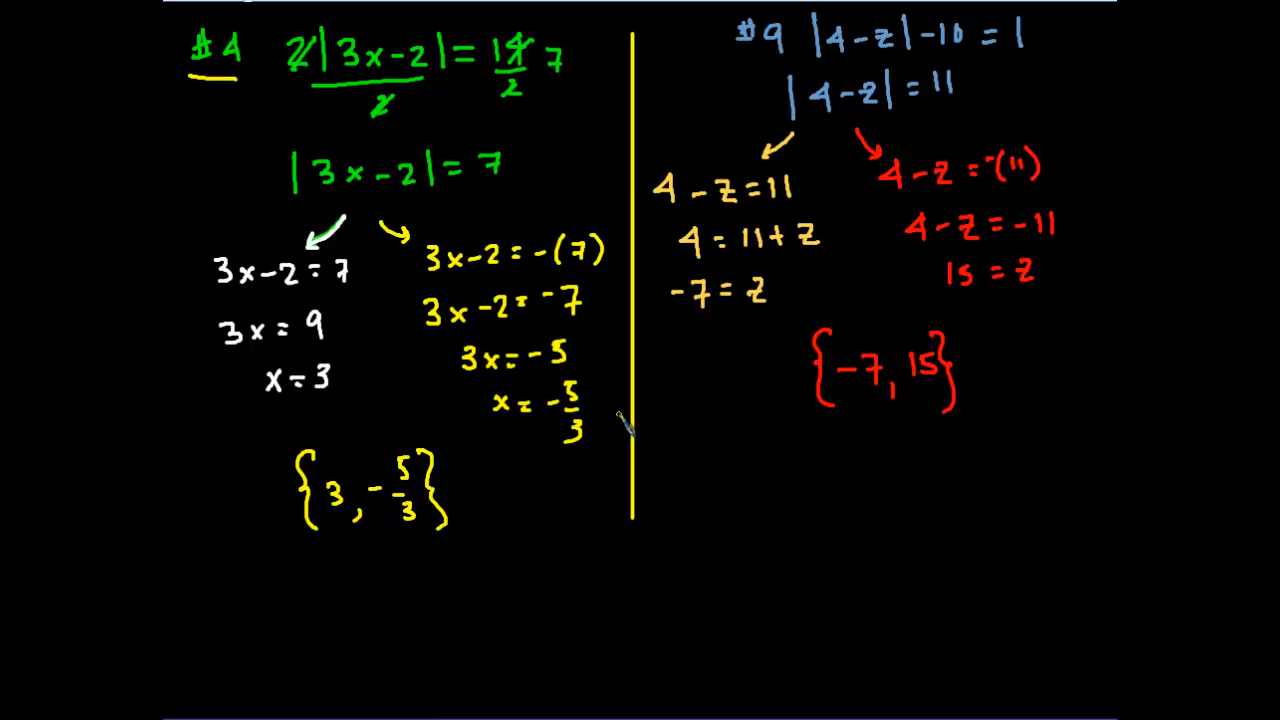 #4 2|3x-2| = 14 7
2 2
|3x-2| = 7
3x-2=7
3x = 9
x=3
3x-2=-(7)
3x-2=-7
3x=-5
x=-5/3
{3, -5/3}
#9 |4-z|-10 = 1
|4-z| = 11
4-z=11
4 = 11+z
-7=z
4-z=-(11)
4-z=-11
15=z
{-7, 15}